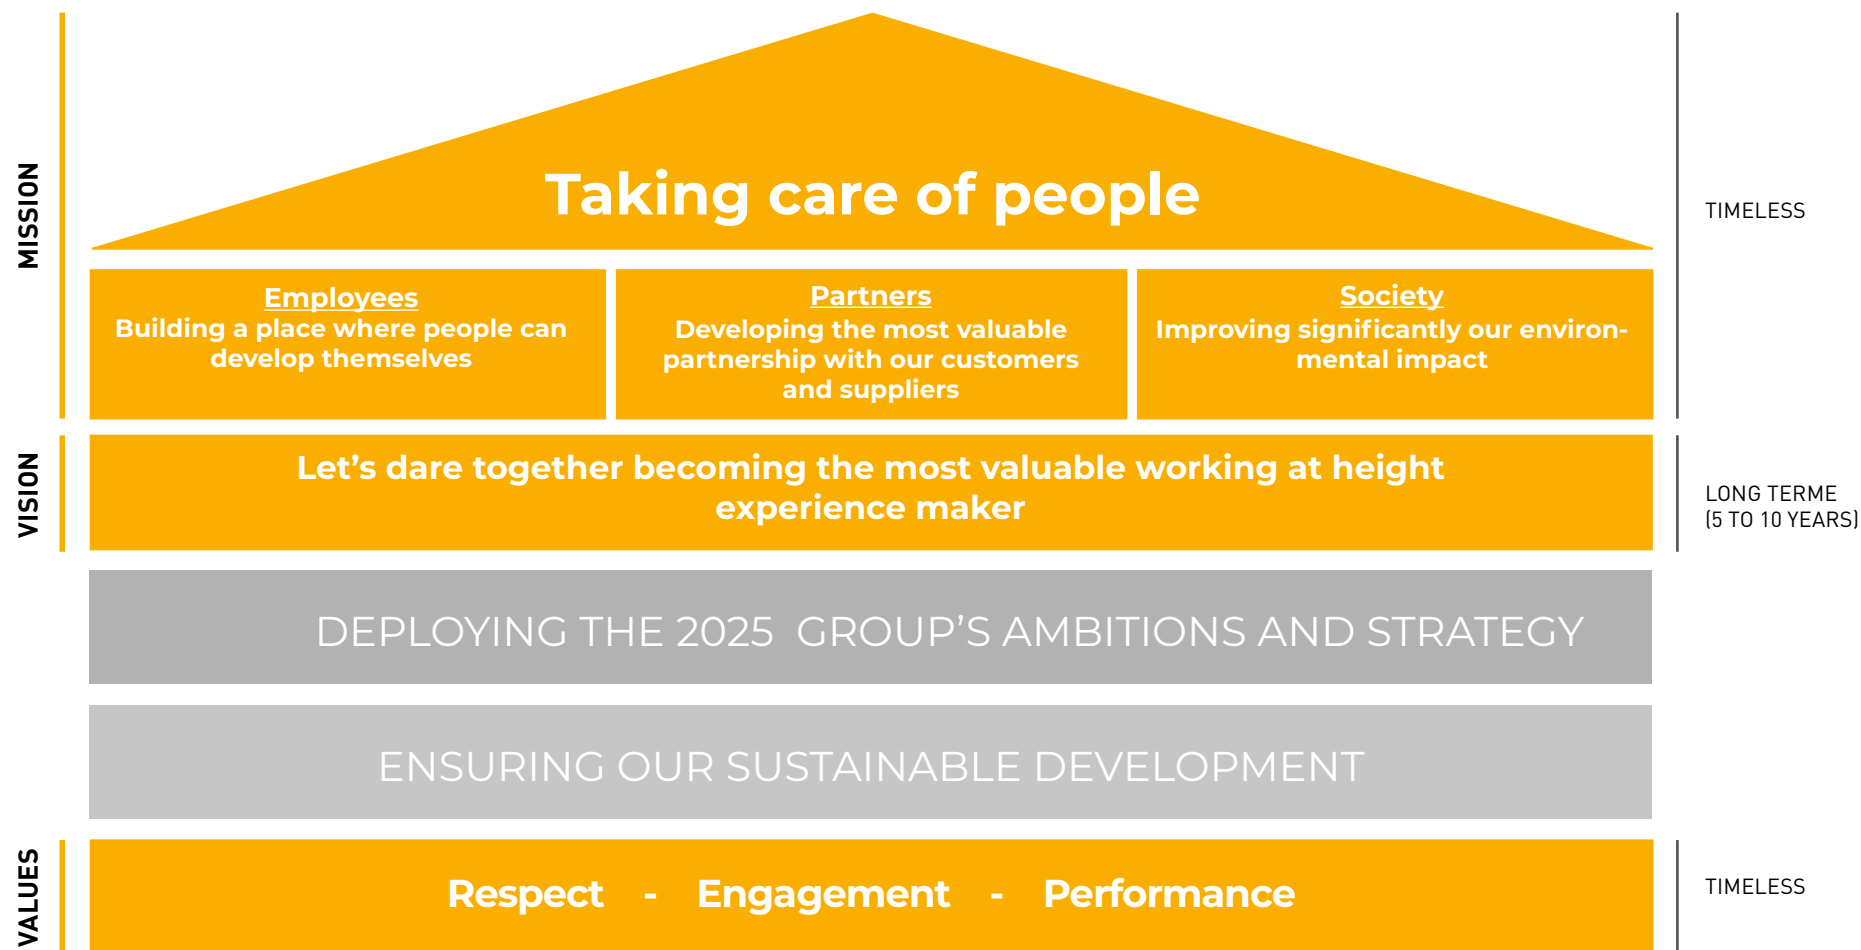 MISSION
Taking care of people
TIMELESS
Employees
Building a place where people can
develop themselves
Partners
Developing the most valuable
partnership with our customers
and suppliers
Society
Improving significantly our environ-
mental impact
VISION
Let’s dare together becoming the most valuable working at height
experience maker
LONG TERME
(5 TO 10 YEARS)
DEPLOYING THE 2025 GROUP’S AMBITIONS AND STRATEGY
ENSURING OUR SUSTAINABLE DEVELOPMENT
VALUES
Respect - Engagement - Performance
TIMELESS